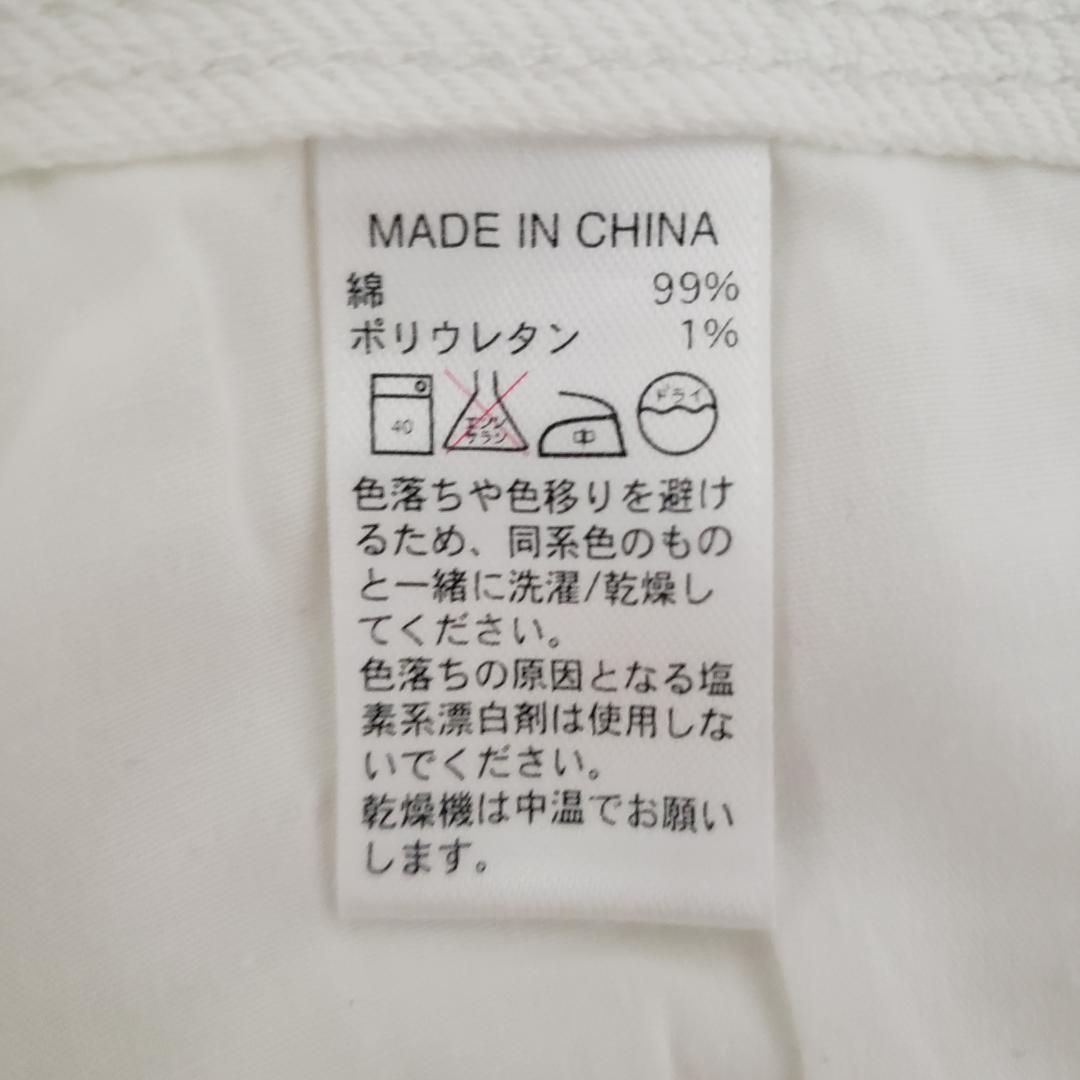 MADE IN CHINA
綿 99%
ポリウレタン 1%
40 エンソ サラシ 中 ドライ
色落ちや色移りを避け
るため、同系色のもの
と一緒に洗濯/乾燥し
てください。
色落ちの原因となる塩
素系漂白剤は使用しな
いでください。
乾燥機は中温でお願い
します。